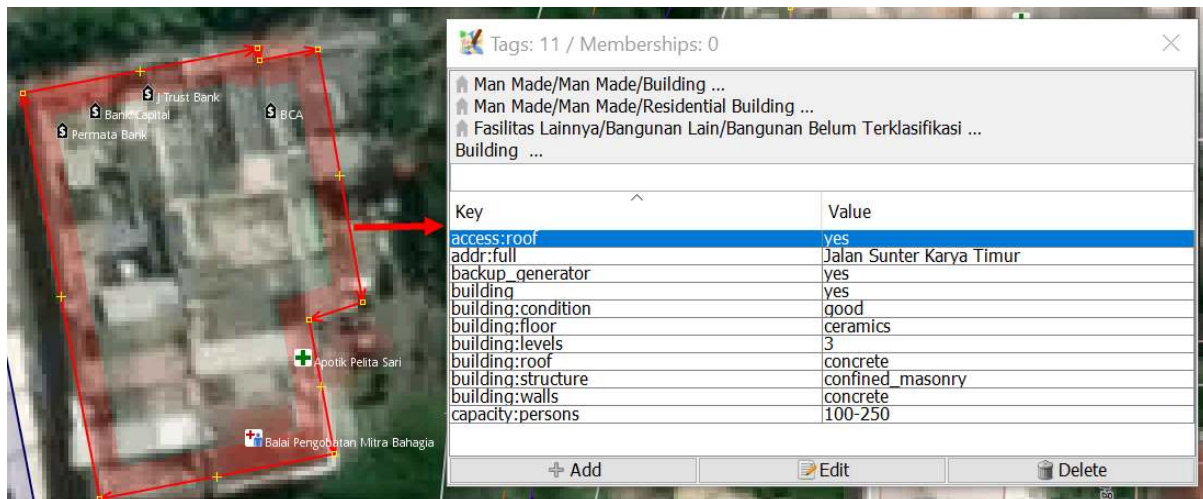 J Trust Bank
Bank Capital
BCA
Permata Bank
Apotik Pelita Sari
Balai Pengobatan Mitra Bahagia
Tags: 11 / Memberships: 0
Man Made/Man Made/Building ...
Man Made/Man Made/Residential Building ...
Fasilitas Lainnya/Bangunan Lain/Bangunan Belum Terklasifikasi ...
Building ...
Key Value
access:roof yes
addr:full Jalan Sunter Karya Timur
backup_generator yes
building yes
building:condition good
building:floor ceramics
building:levels 3
building:roof concrete
building:structure confined_masonry
building:walls concrete
capacity:persons 100-250
Add Edit Delete